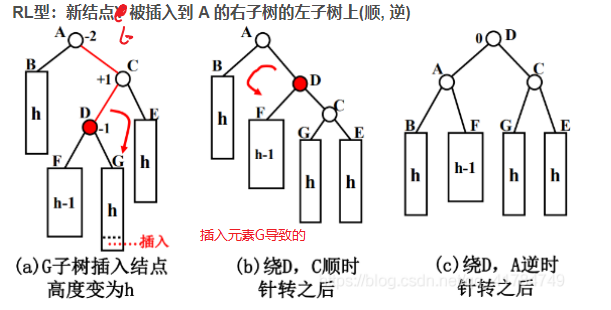 RL型：新结点 被插入到 A 的右子树的左子树上(顺, 逆)
G
A -2
B
C
+1
h
D
-1
E
F
G
h
h-1
h
插入
(a)G子树插入结点
高度变为h
A
B
D
F
C
h
G
E
h-1
h
h
插入元素G导致的
(b)绕D，C顺时
针转之后
0 D
A
C
B
F
G
E
h
h-1
h
h
(c)绕D，A逆时
针转之后